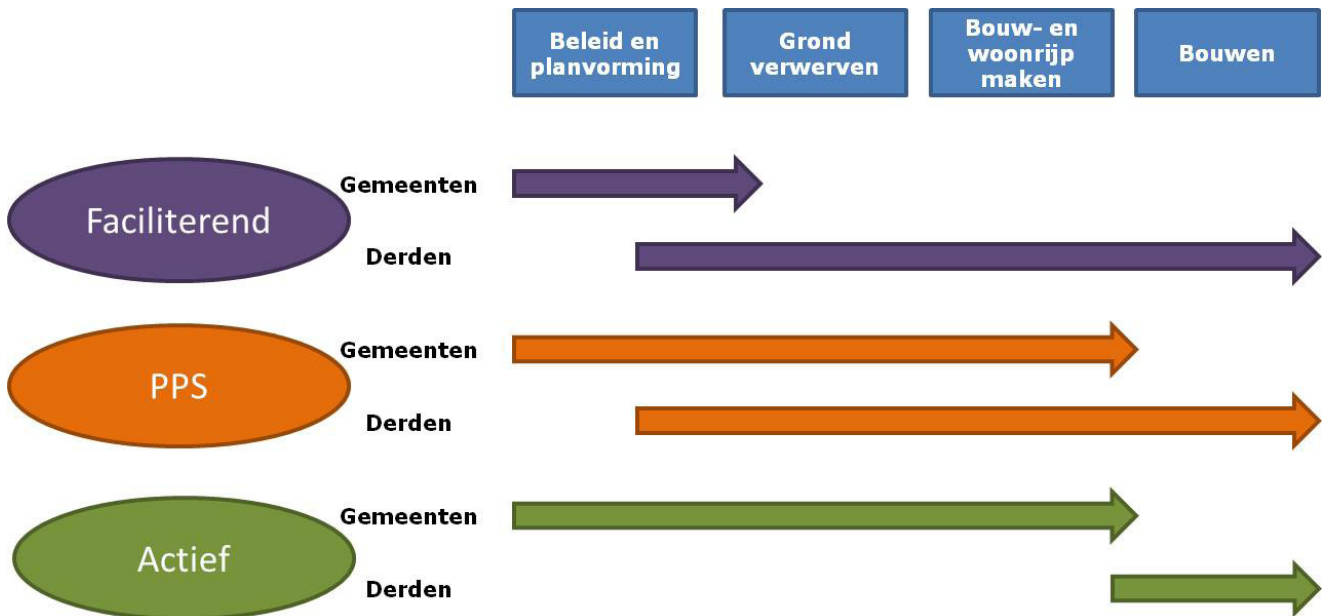 Beleid en
planvorming
Grond
verwerven
Bouw- en
woonrijp
maken
Bouwen
Faciliterend
Gemeenten
Derden
PPS
Gemeenten
Derden
Actief
Gemeenten
Derden